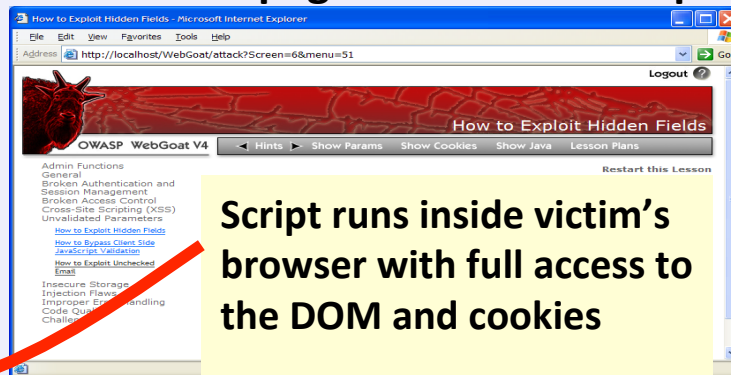 How to Exploit Hidden Fields - Microsoft Internet Explorer
File Edit View Favorites Tools Help
Address http://localhost/WebGoat/attack?Screen=6&menu=51 Go
Logout ?
How to Exploit Hidden Fields
OWASP WebGoat V4 Hints Show Params Show Cookies Show Java Lesson Plans
Restart this Lesson
Admin Functions
General
Broken Authentication and
Session Management
Broken Access Control
Cross-Site Scripting (XSS)
Unvalidated Parameters
How to Exploit Hidden Fields
How to Bypass Client Side
JavaScript Validation
How to Exploit Unchecked
Email
Insecure Storage
Injection Flaws
Improper Handling
Code
Script runs inside victim's
browser with full access to
the DOM and cookies